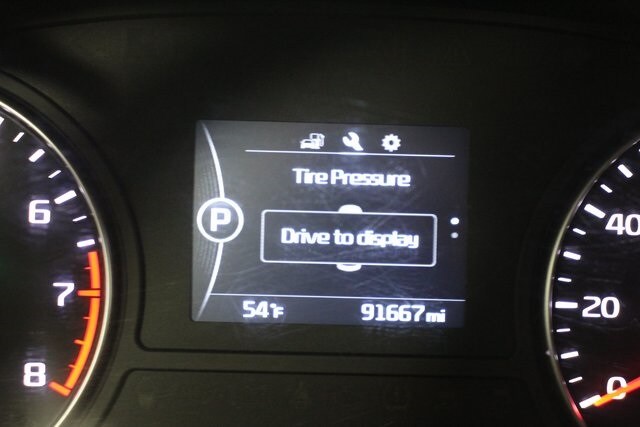 Tire Pressure
P
Drive to display
54°F 91667 mi
6
7
8
40
20
0